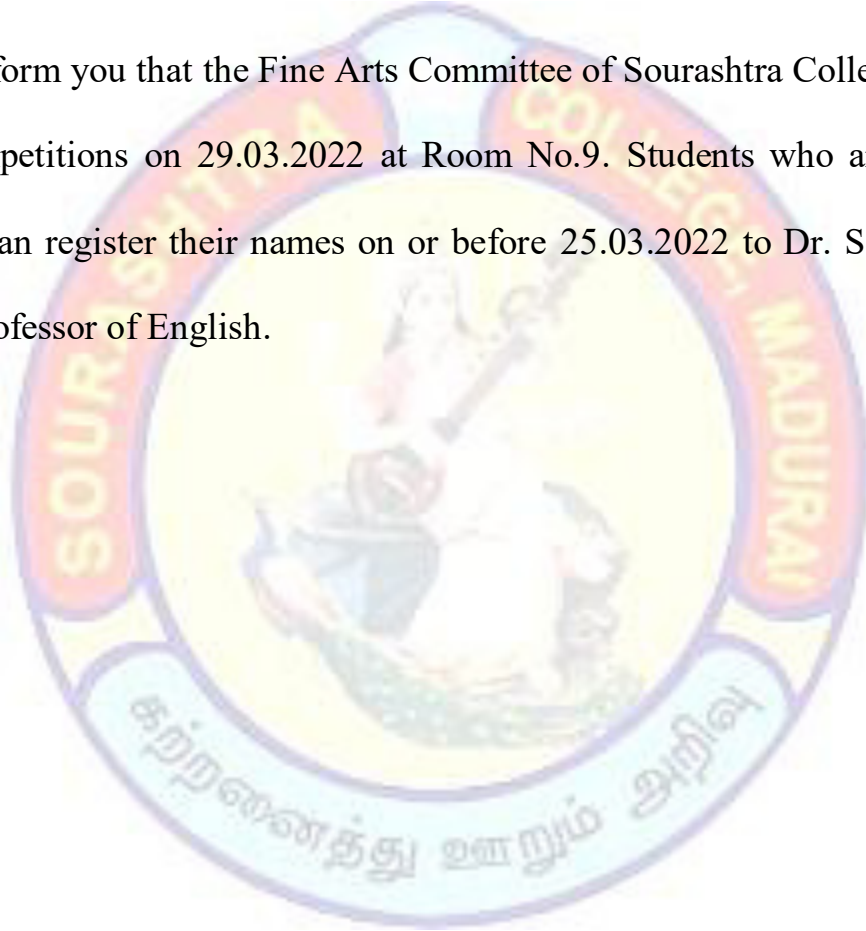 form you that the Fine Arts Committee of Sourashtra Colle
petitions on 29.03.2022 at Room No.9. Students who a
an register their names on or before 25.03.2022 to Dr. S
ofessor of English.
SOURASHTRA COLLEGE, MADURAI
கற்றனைத்து ஊறும் அறிவு